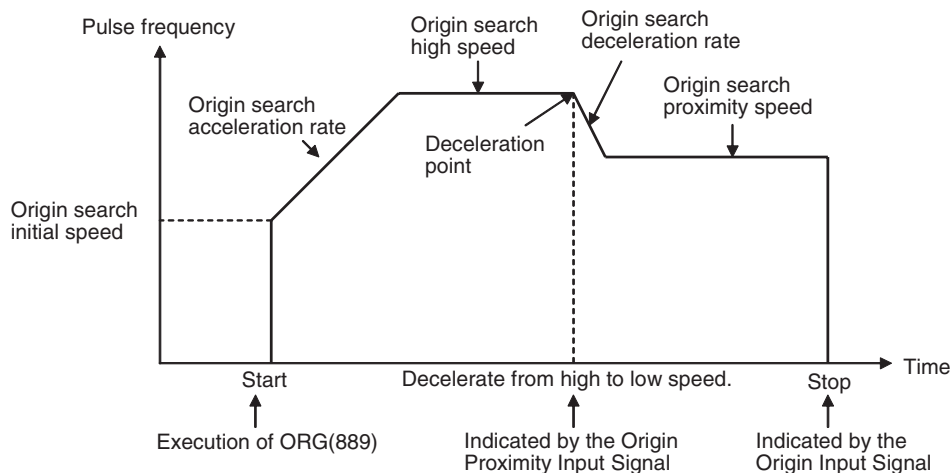 Pulse frequency
Origin search
high speed
Origin search
deceleration rate
Origin search
acceleration rate
Origin search
proximity speed
Deceleration
point
Origin search
initial speed
Time
Start
Decelerate from high to low speed.
Stop
Execution of ORG(889)
Indicated by the Origin
Proximity Input Signal
Indicated by the
Origin Input Signal